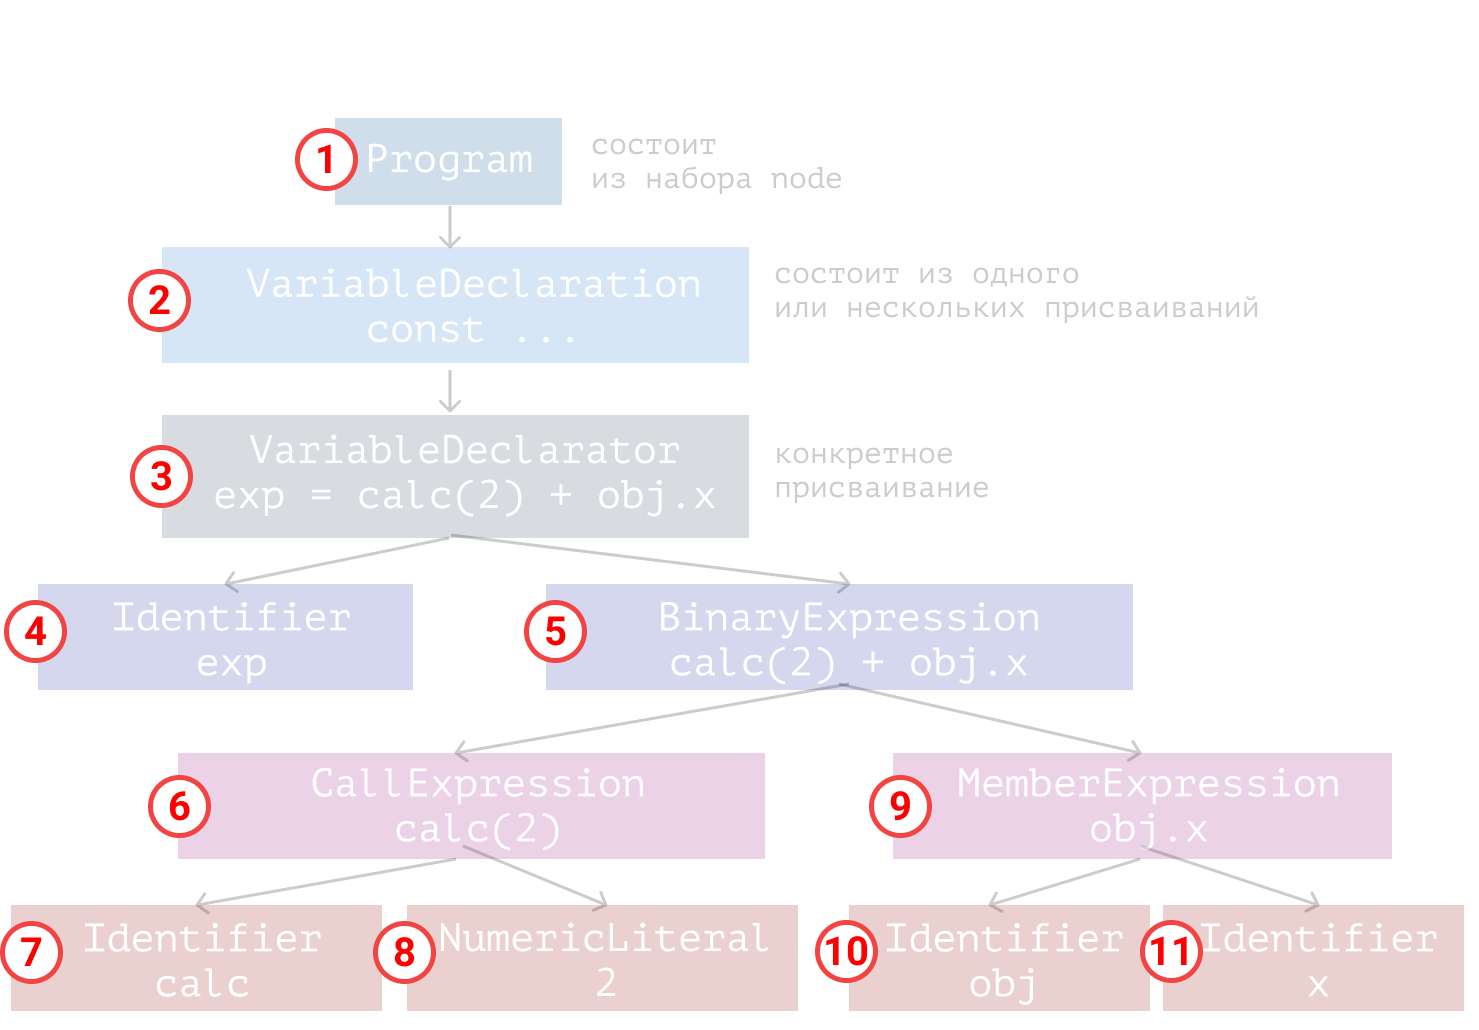 1
Program
состоит
из набора node
2
VariableDeclaration
const ...
состоит из одного
или нескольких присваиваний
3
VariableDeclarator
exp = calc(2) + obj.x
конкретное
присваивание
4
Identifier
exp
5
BinaryExpression
calc(2) + obj.x
6
CallExpression
calc(2)
9
MemberExpression
obj.x
7
Identifier
calc
8
NumericLiteral
2
10
Identifier
obj
11
Identifier
x